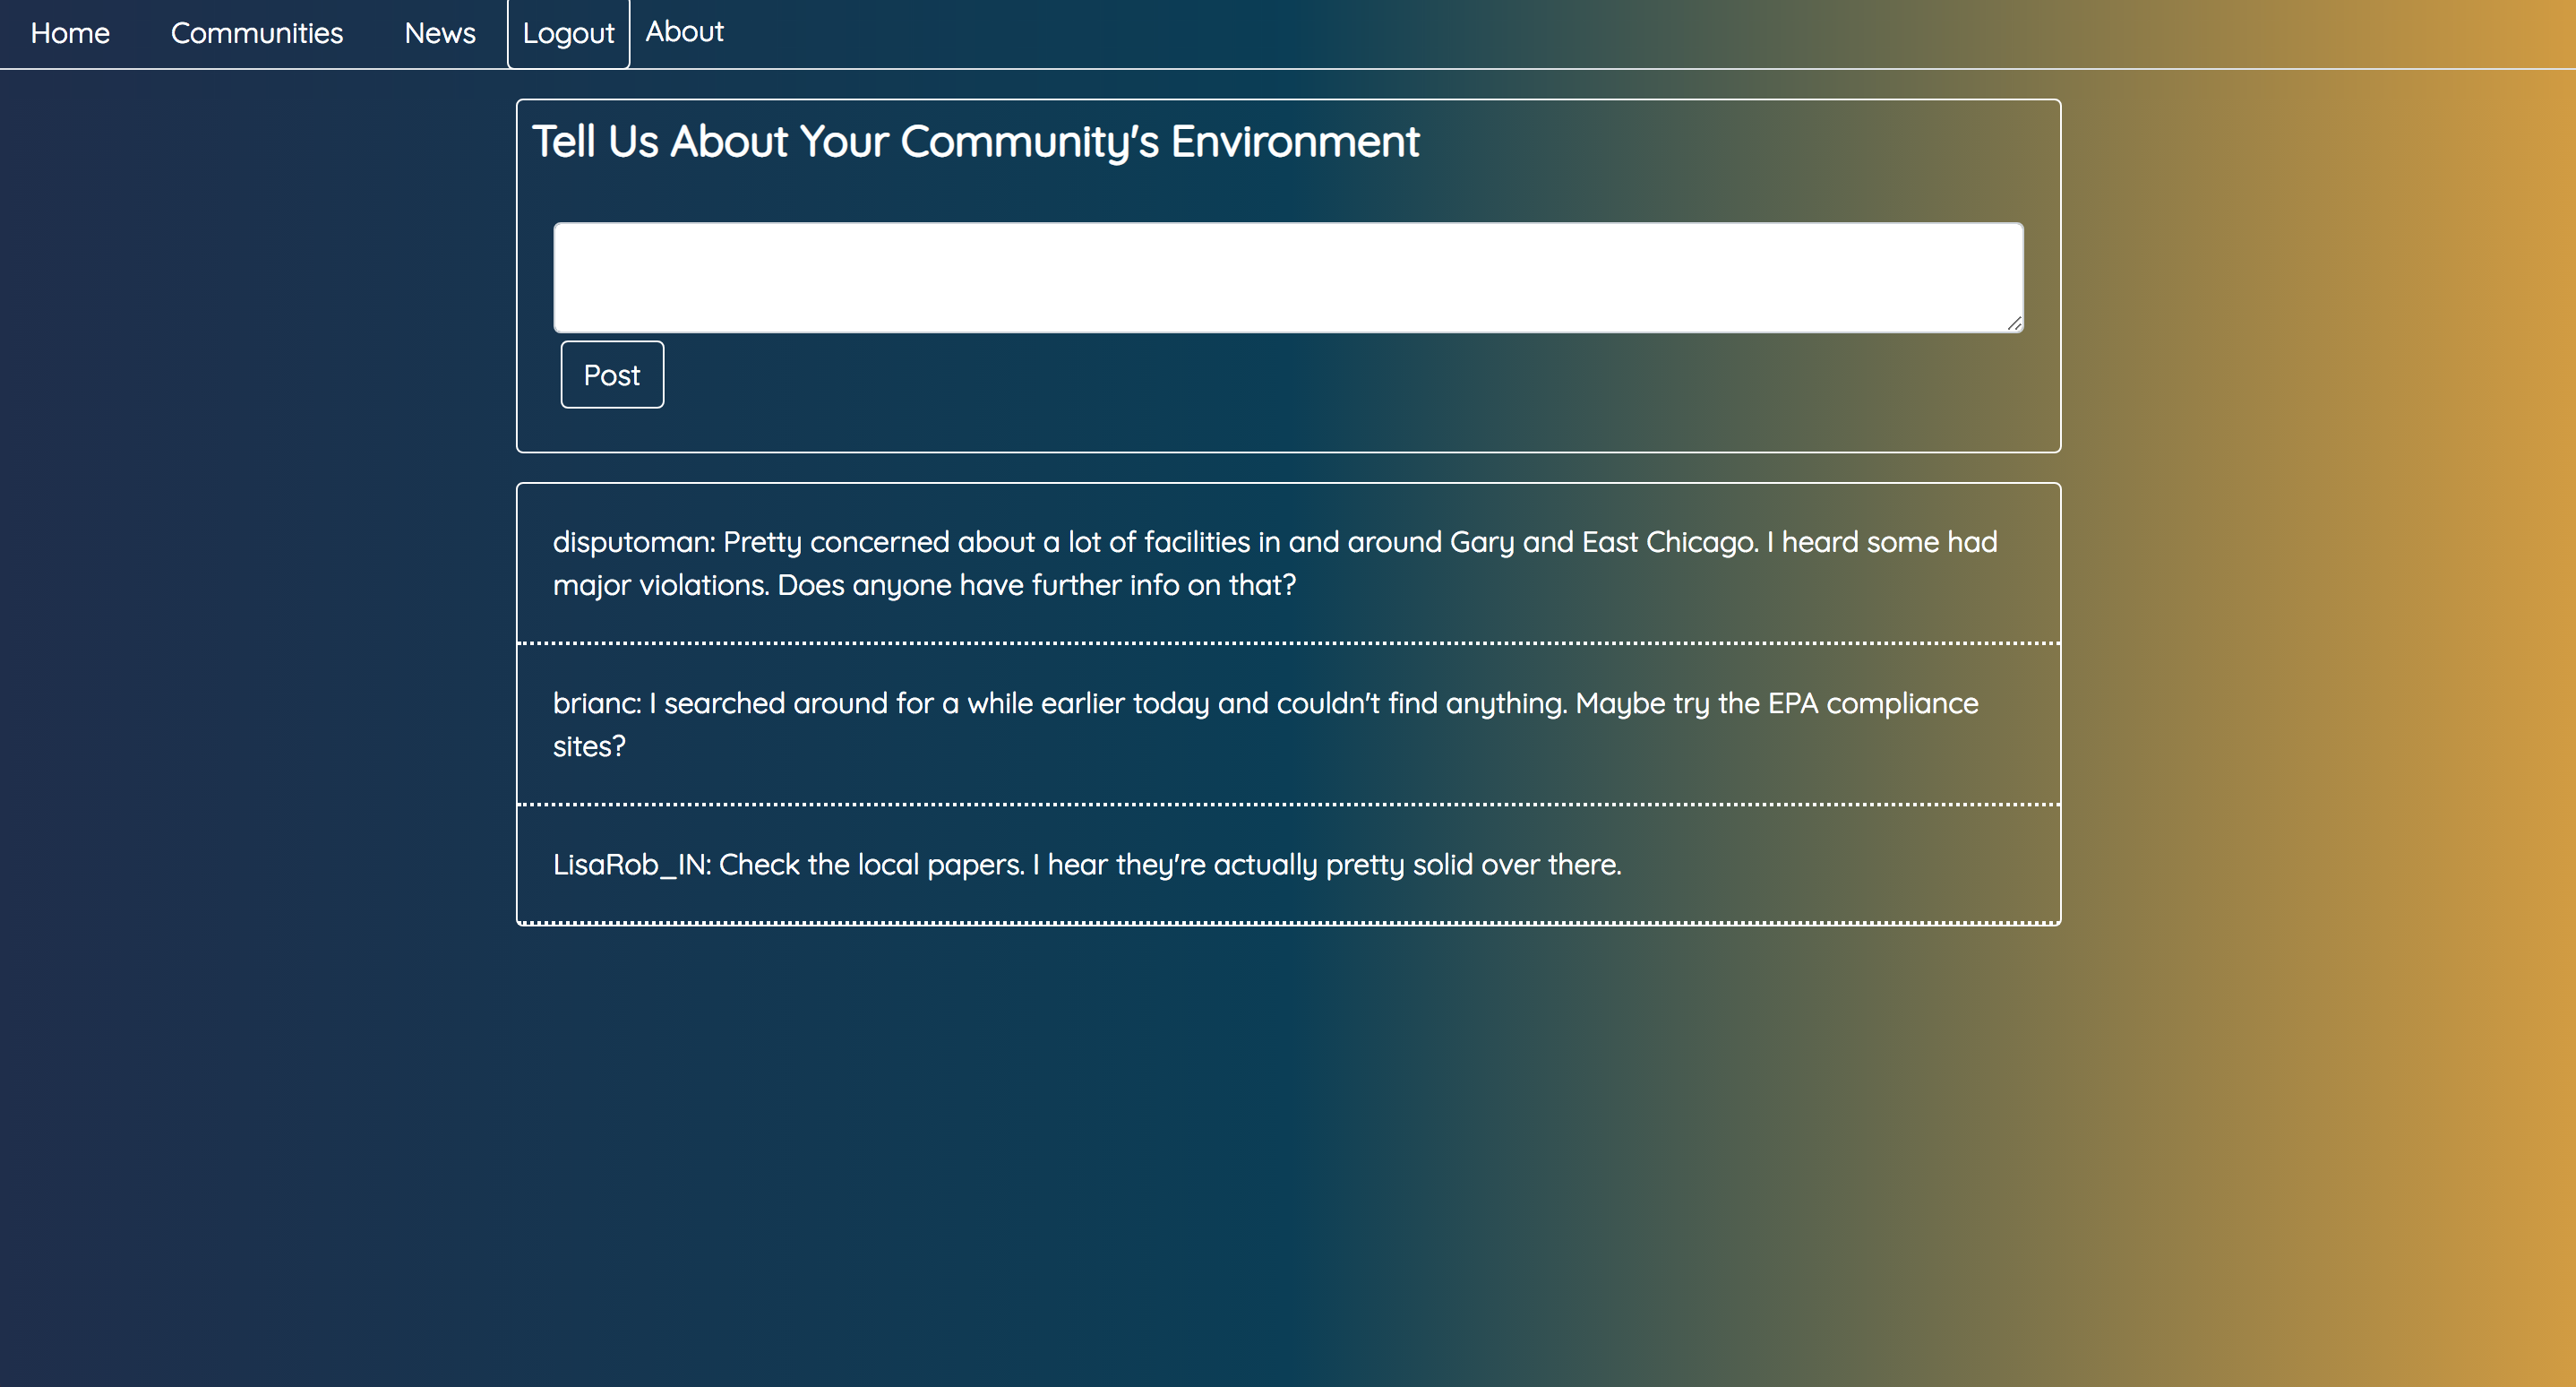 Home Communities News Logout About
Tell Us About Your Community's Environment
Post
disputoman: Pretty concerned about a lot of facilities in and around Gary and East Chicago. I heard some had
major violations. Does anyone have further info on that?
brianc: I searched around for a while earlier today and couldn't find anything. Maybe try the EPA compliance
sites?
LisaRob_IN: Check the local papers. I hear they're actually pretty solid over there.